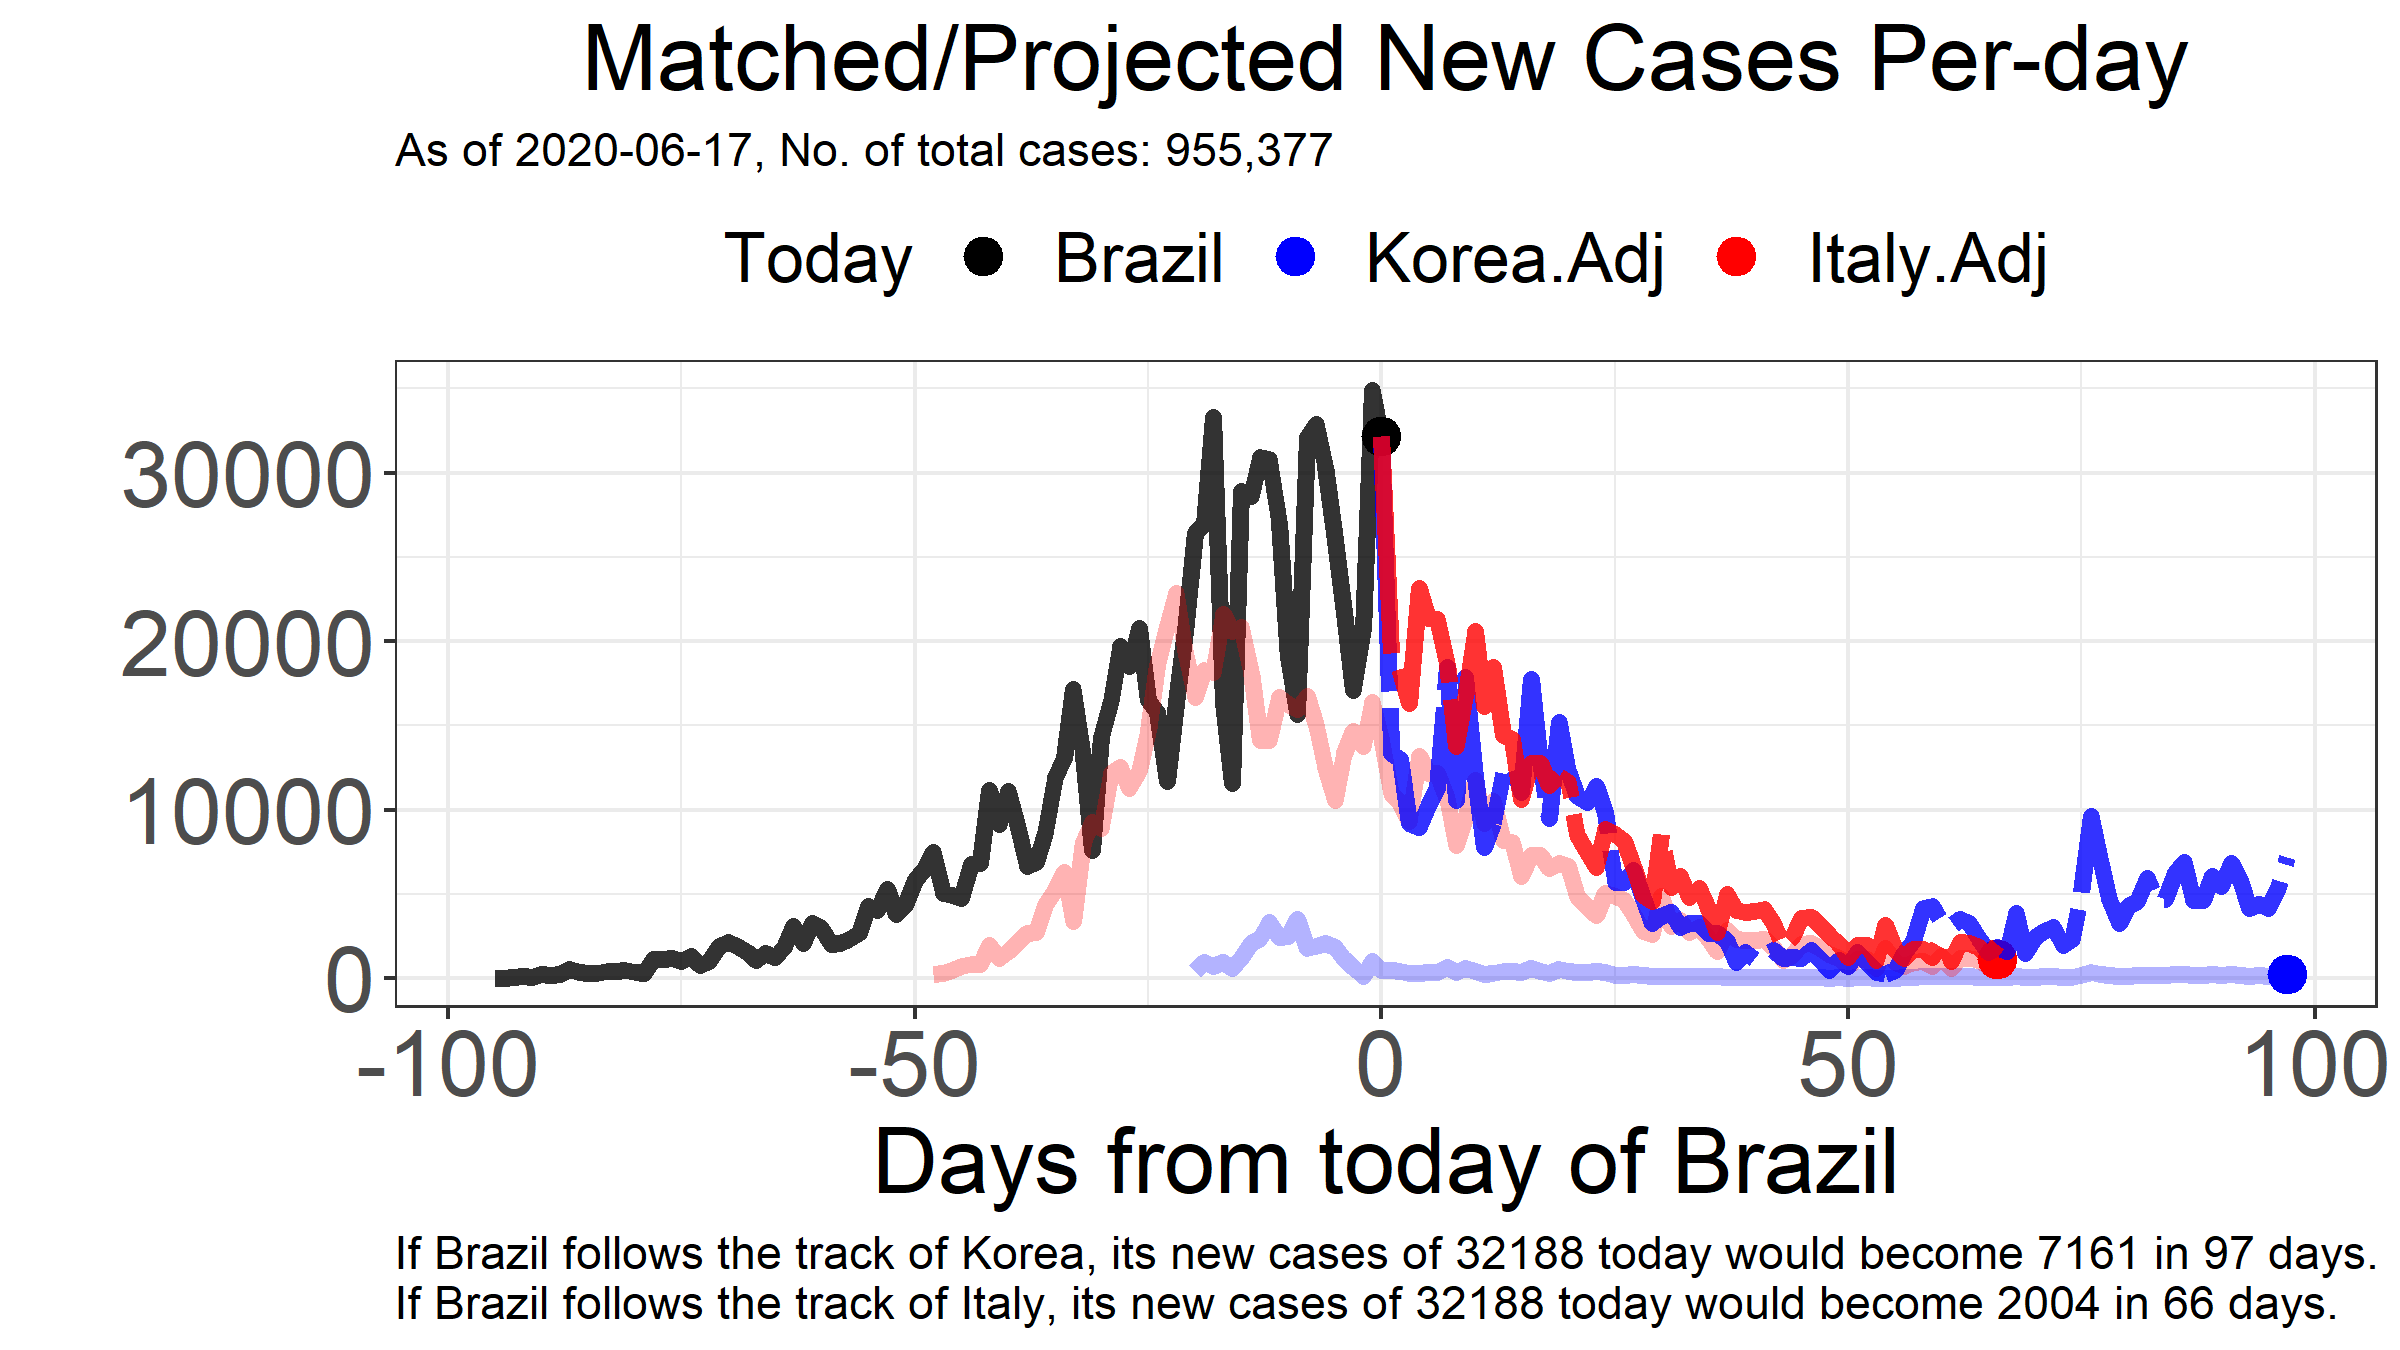 Matched/Projected New Cases Per-day
As of 2020-06-17, No. of total cases: 955,377
Today Brazil Korea.Adj Italy.Adj
30000
20000
10000
0
-100 -50 0 50 100
Days from today of Brazil
If Brazil follows the track of Korea, its new cases of 32188 today would become 7161 in 97 days.
If Brazil follows the track of Italy, its new cases of 32188 today would become 2004 in 66 days.